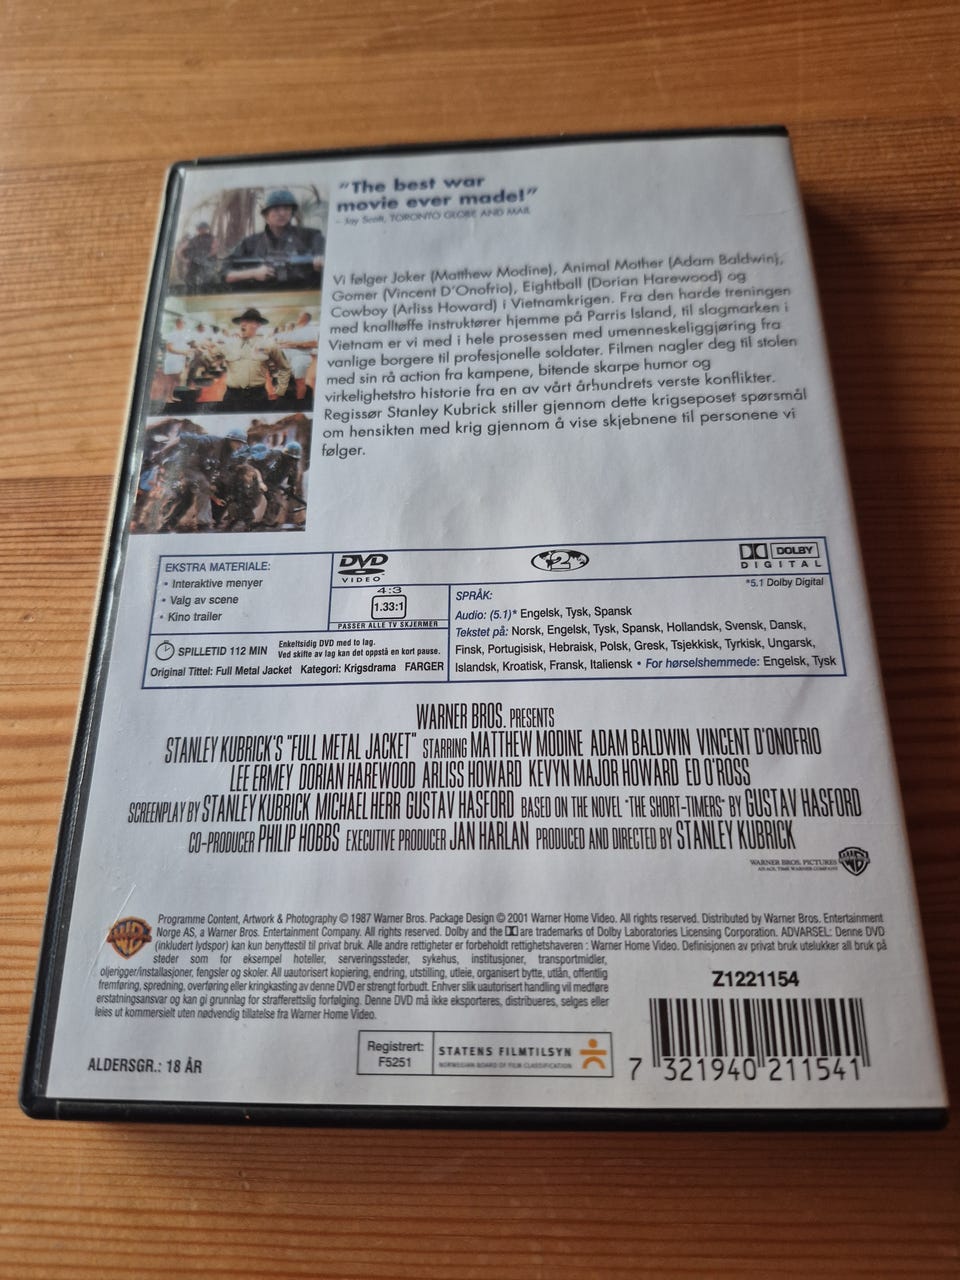 "The best war
movie ever made!"
- Jay Scott, TORONTO GLOBE AND MAIL
Vi følger Joker (Matthew Modine), Animal Mother (Adam Baldwin),
Gomer (Vincent D'Onofrio), Eightball (Dorian Harewood) og
Cowboy (Arliss Howard) i Vietnamkrigen. Fra den harde treningen
med knalltøffe instruktører hjemme på Parris Island, til slagmarken i
Vietnam er vi med i hele prosessen med umenneskeliggjøring fra
vanlige borgere til profesjonelle soldater. Filmen nagler deg til stolen
med sin rå action fra kampene, bitende skarpe humor og
virkelighetstro historie fra en av vårt århundrets verste konflikter.
Regissør Stanley Kubrick stiller gjennom dette krigseposet spørsmål
om hensikten med krig gjennom å vise skjebnene til personene vi
følger.
EKSTRA MATERIALE:
• Interaktive menyer
• Valg av scene
• Kino trailer
DVD
VIDEO
2
DOLBY
DIGITAL
*5.1 Dolby Digital
4:3
1.33:1
PASSER ALLE TV SKJERMER
SPRÅK:
Audio: (5.1)* Engelsk, Tysk, Spansk
Tekstet på: Norsk, Engelsk, Tysk, Spansk, Hollandsk, Svensk, Dansk,
Finsk, Portugisisk, Hebraisk, Polsk, Gresk, Tsjekkisk, Tyrkisk, Ungarsk,
Islandsk, Kroatisk, Fransk, Italiensk • For hørselshemmede: Engelsk, Tysk
SPILLETID 112 MIN
Enkeltsidig DVD med to lag.
Ved skifte av lag kan det oppstå en kort pause.
Original Tittel: Full Metal Jacket Kategori: Krigsdrama FARGER
WARNER BROS. PRESENTS
STANLEY KUBRICK'S "FULL METAL JACKET" STARRING MATTHEW MODINE ADAM BALDWIN VINCENT D'ONOFRIO
LEE ERMEY DORIAN HAREWOOD ARLISS HOWARD KEVYN MAJOR HOWARD ED O'ROSS
SCREENPLAY BY STANLEY KUBRICK MICHAEL HERR GUSTAV HASFORD BASED ON THE NOVEL "THE SHORT-TIMERS" BY GUSTAV HASFORD
CO-PRODUCER PHILIP HOBBS EXECUTIVE PRODUCER JAN HARLAN PRODUCED AND DIRECTED BY STANLEY KUBRICK
WARNER BROS. PICTURES
AN AOL TIME WARNER COMPANY
Programme Content, Artwork & Photography © 1987 Warner Bros. Package Design © 2001 Warner Home Video. All rights reserved. Distributed by Warner Bros. Entertainment
Norge AS, a Warner Bros. Entertainment Company. All rights reserved. Dolby and the DD are trademarks of Dolby Laboratories Licensing Corporation. ADVARSEL: Denne DVD
(inkludert lydspor) kan kun benyttestil til privat bruk. Alle andre rettigheter er forbeholdt rettighetshaveren : Warner Home Video. Definisjonen av privat bruk utelukker all bruk på
steder som for eksempel hoteller, serveringssteder, sykehus, institusjoner, transportmidler,
oljerigger/installasjoner, fengsler og skoler. All uautorisert kopiering, endring, utstilling, utleie, organisert bytte, utlån, offentlig
fremføring, spredning, overføring eller kringkasting av denne DVD er strengt forbudt. Enhver slik uautorisert handling vil medføre
erstatningsansvar og kan gi grunnlag for strafferettslig forfølging. Denne DVD må ikke eksporteres, distribueres, selges eller
leies ut kommersielt uten nødvendig tillatelse fra Warner Home Video.
Z1221154
ALDERSGR.: 18 ÅR
Registrert:
F5251
STATENS FILMTILSYN
NORWEGIAN BOARD OF FILM CLASSIFICATION
7 321940 211541